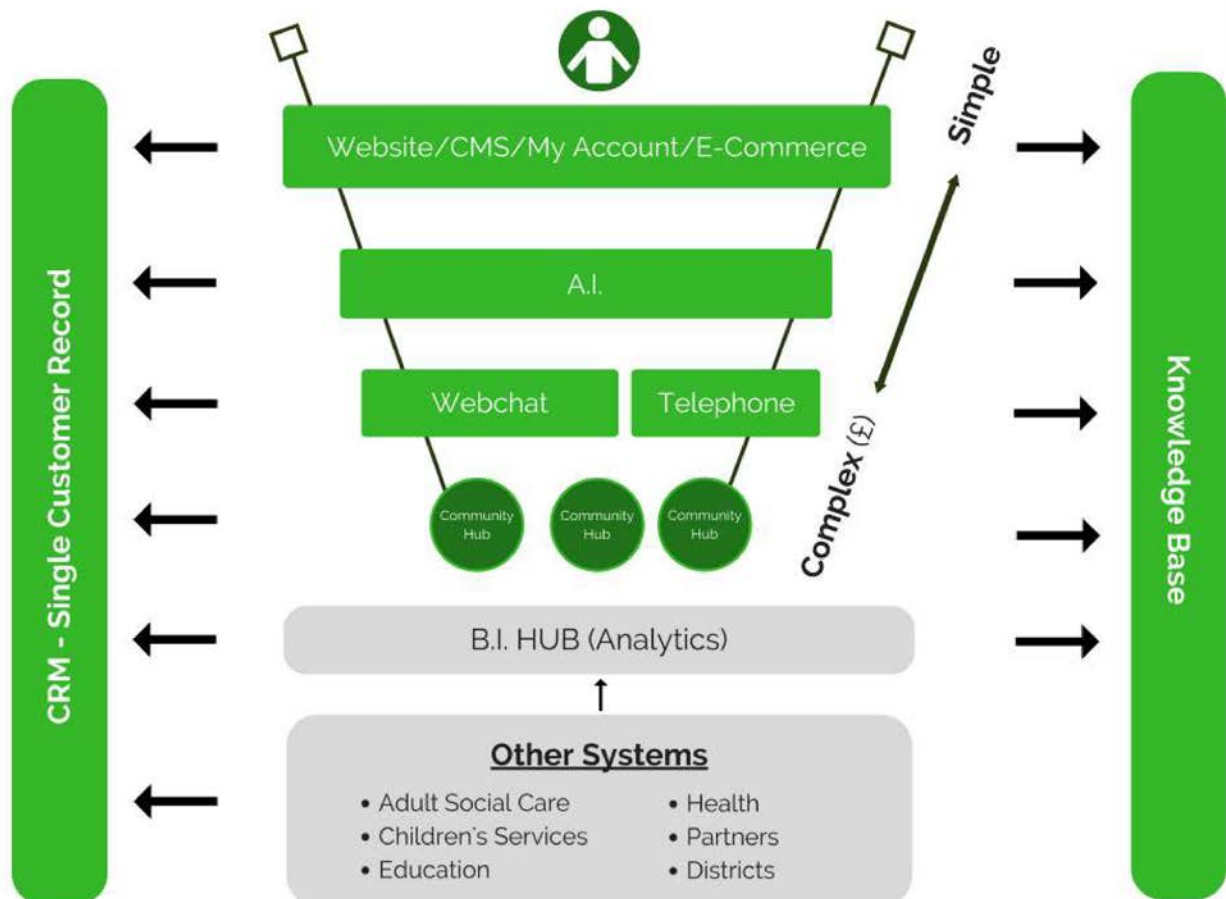 Simple
Website/CMS/My Account/E-Commerce
A.I.
Webchat
Telephone
Complex (£)
Community
Hub
Community
Hub
Community
Hub
CRM - Single Customer Record
Knowledge Base
B.I. HUB (Analytics)
Other Systems
• Adult Social Care
• Children's Services
• Education
• Health
• Partners
• Districts